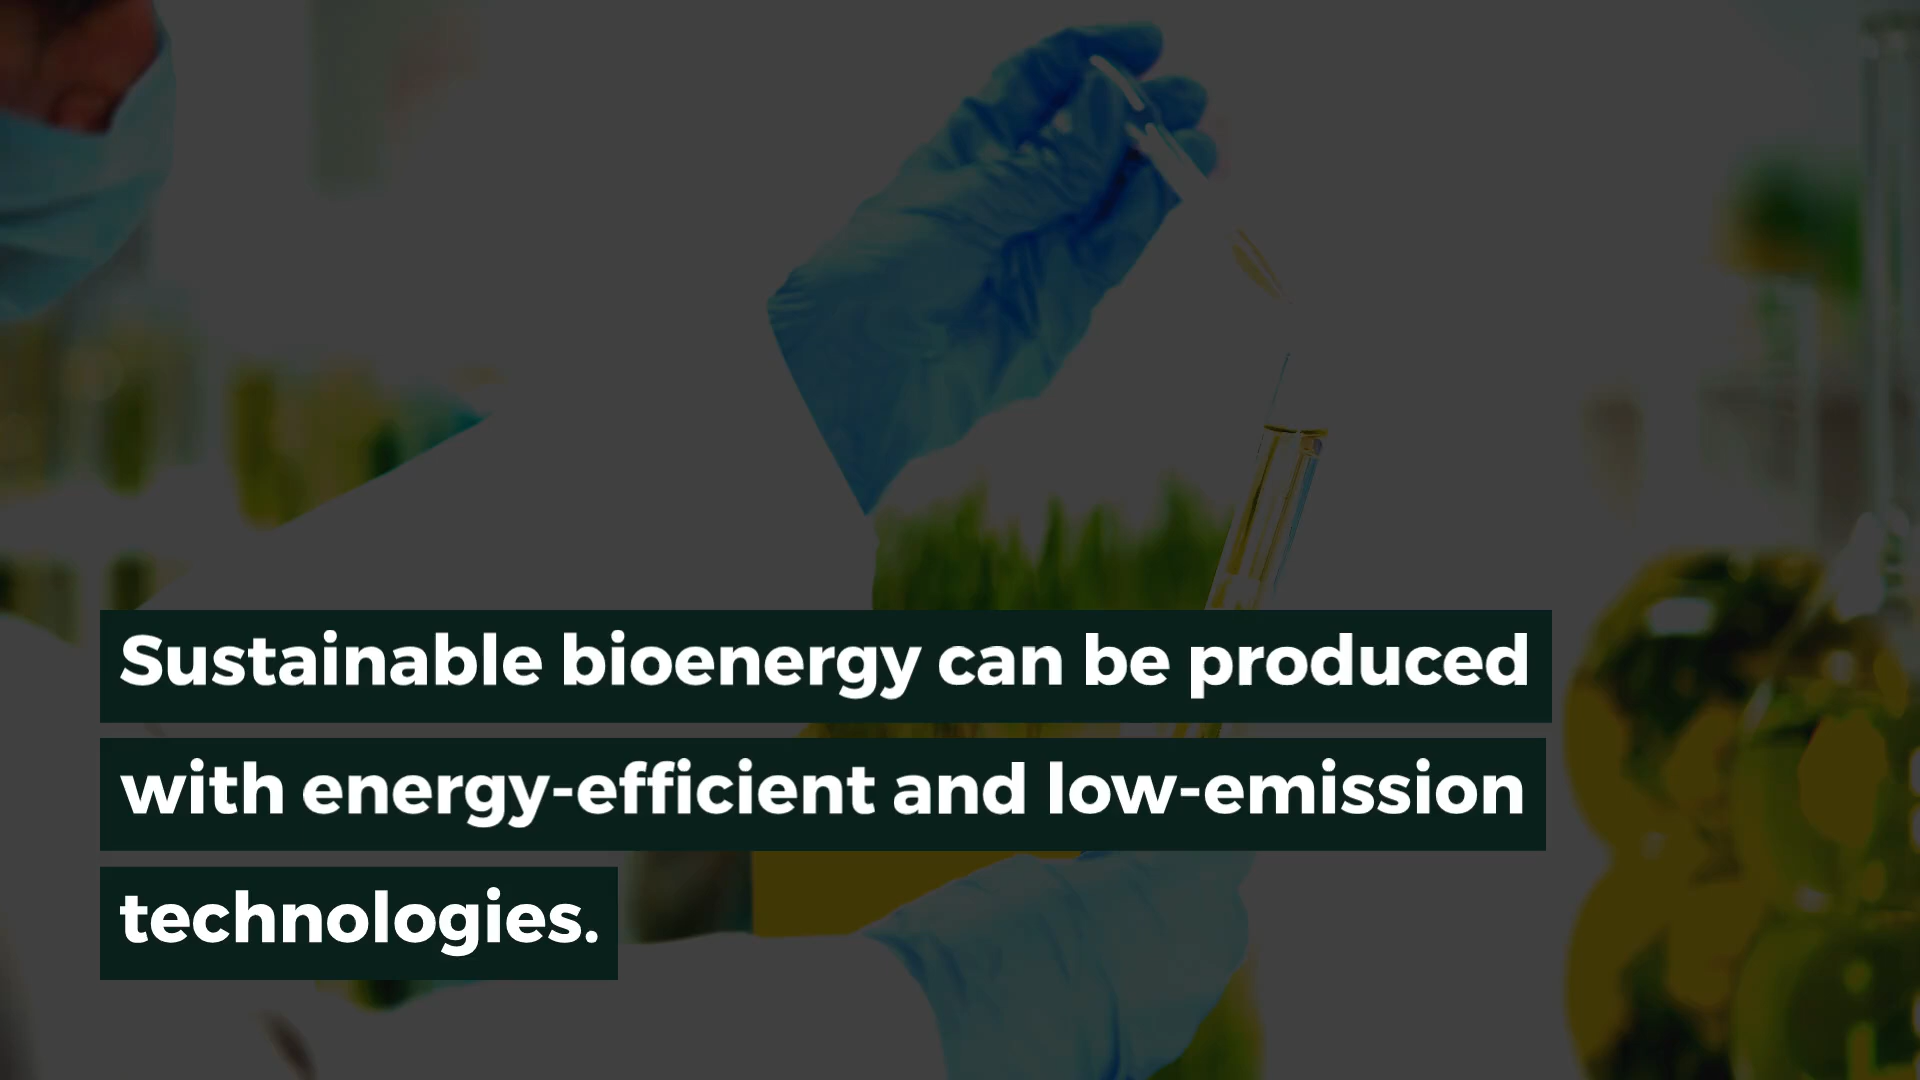 Sustainable bioenergy can be produced
with energy-efficient and low-emission
technologies.